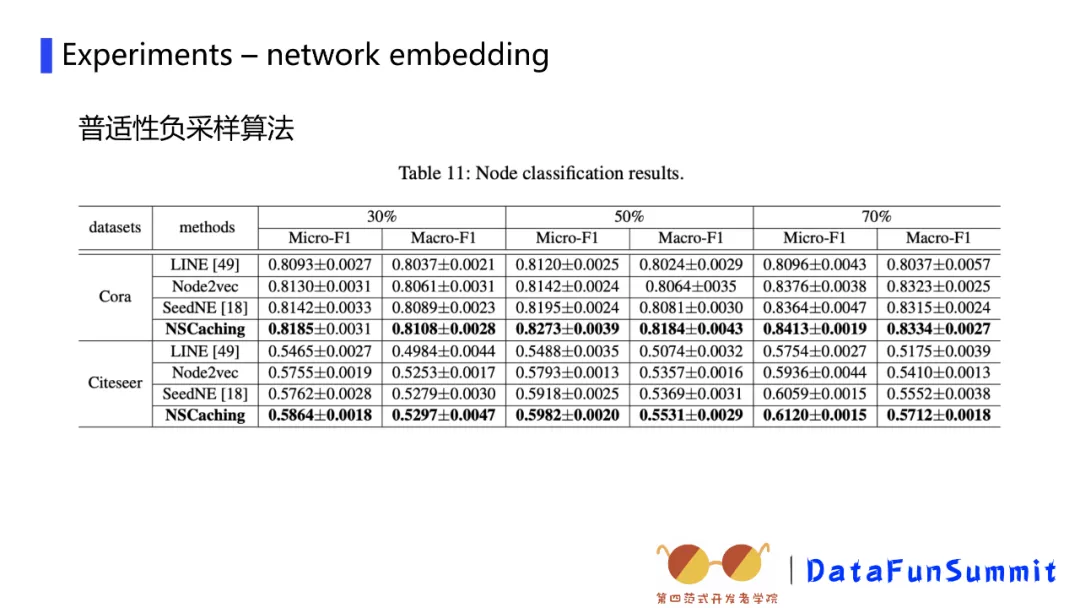 Experiments – network embedding
普适性负采样算法
Table 11: Node classification results.
datasets methods 30% 50% 70%
Micro-F1 Macro-F1 Micro-F1 Macro-F1 Micro-F1 Macro-F1
Cora
LINE [49] 0.8093±0.0027 0.8037±0.0021 0.8120±0.0025 0.8024±0.0029 0.8096±0.0043 0.8037±0.0057
Node2vec 0.8130±0.0031 0.8061±0.0031 0.8142±0.0024 0.8064±0035 0.8376±0.0038 0.8323±0.0025
SeedNE [18] 0.8142±0.0033 0.8089±0.0023 0.8195±0.0024 0.8081±0.0030 0.8364±0.0047 0.8315±0.0024
NSCaching 0.8185±0.0031 0.8108±0.0028 0.8273±0.0039 0.8184±0.0043 0.8413±0.0019 0.8334±0.0027
Citeseer
LINE [49] 0.5465±0.0027 0.4984±0.0044 0.5488±0.0035 0.5074±0.0032 0.5754±0.0027 0.5175±0.0039
Node2vec 0.5755±0.0019 0.5253±0.0017 0.5793±0.0013 0.5357±0.0016 0.5936±0.0044 0.5410±0.0013
SeedNE [18] 0.5762±0.0028 0.5279±0.0030 0.5918±0.0025 0.5369±0.0031 0.6059±0.0015 0.5552±0.0038
NSCaching 0.5864±0.0018 0.5297±0.0047 0.5982±0.0020 0.5531±0.0029 0.6120±0.0015 0.5712±0.0018
第四范式开发者学院
DataFunSummit